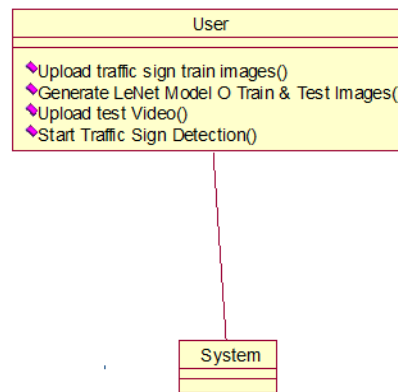 User
Upload traffic sign train images()
Generate LeNet Model O Train & Test Images(
Upload test Video()
Start Traffic Sign Detection()
System